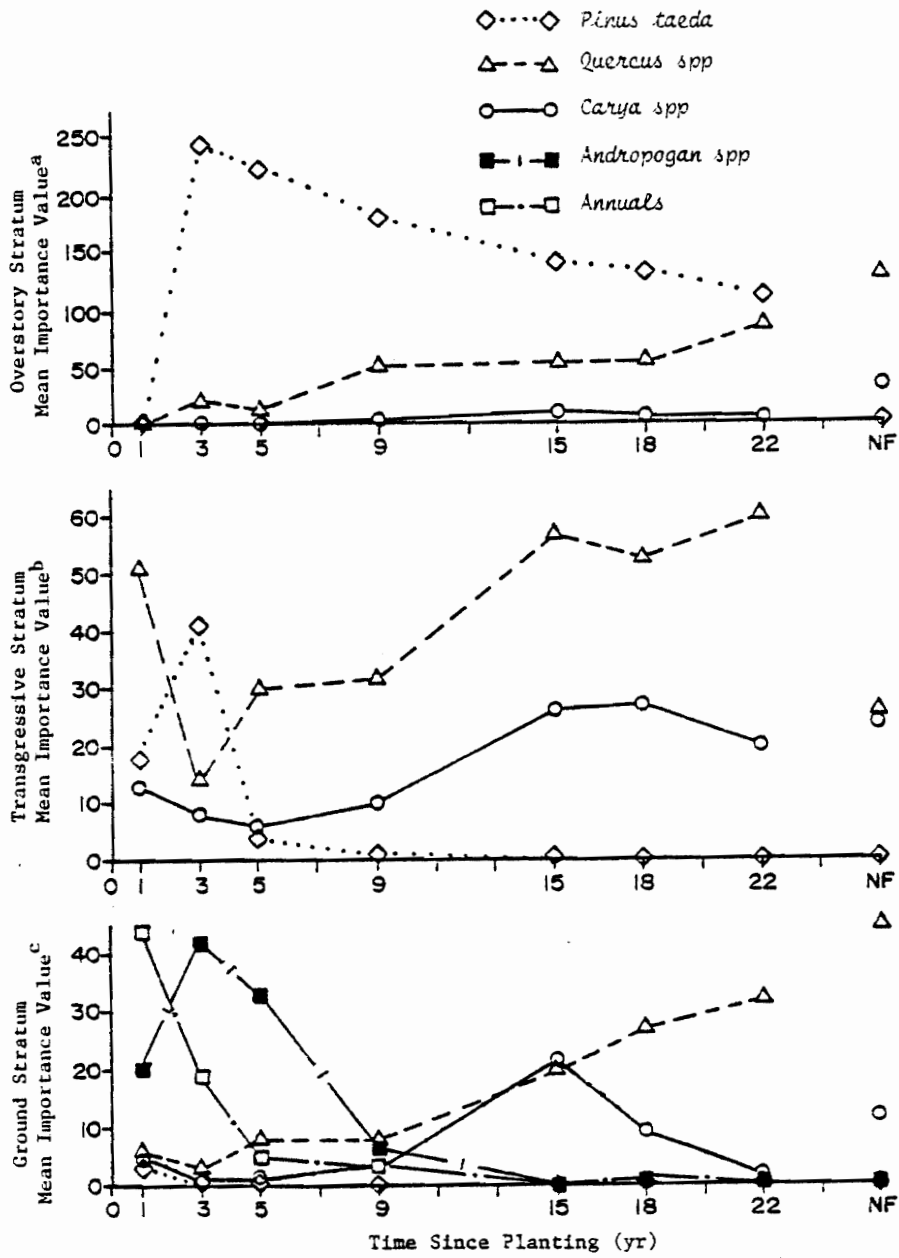 Pinus taeda
Quercus spp
Carya spp
Andropogan spp
Annuals
Overstory Stratum
Mean Importance Value^a
250
200
150
100
50
0
0 1 3 5 9 15 18 22 NF
Transgressive Stratum
Mean Importance Value^b
60
50
40
30
20
10
0
0 1 3 5 9 15 18 22 NF
Ground Stratum
Mean Importance Value^c
40
30
20
10
0
0 1 3 5 9 15 18 22 NF
Time Since Planting (yr)